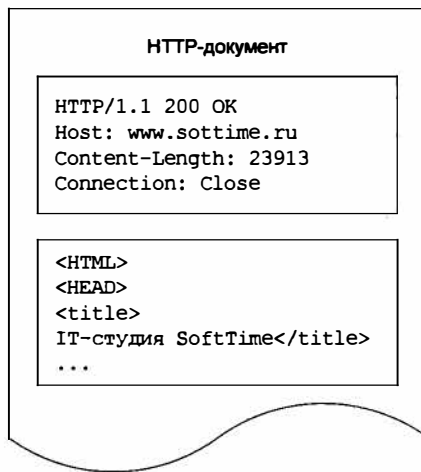 HTTP-документ
HTTP/1.1 200 OK
Host: www.sottime.ru
Content-Length: 23913
Connection: Close
<HTML>
<HEAD>
<title>
IT-студия SoftTime</title>
...